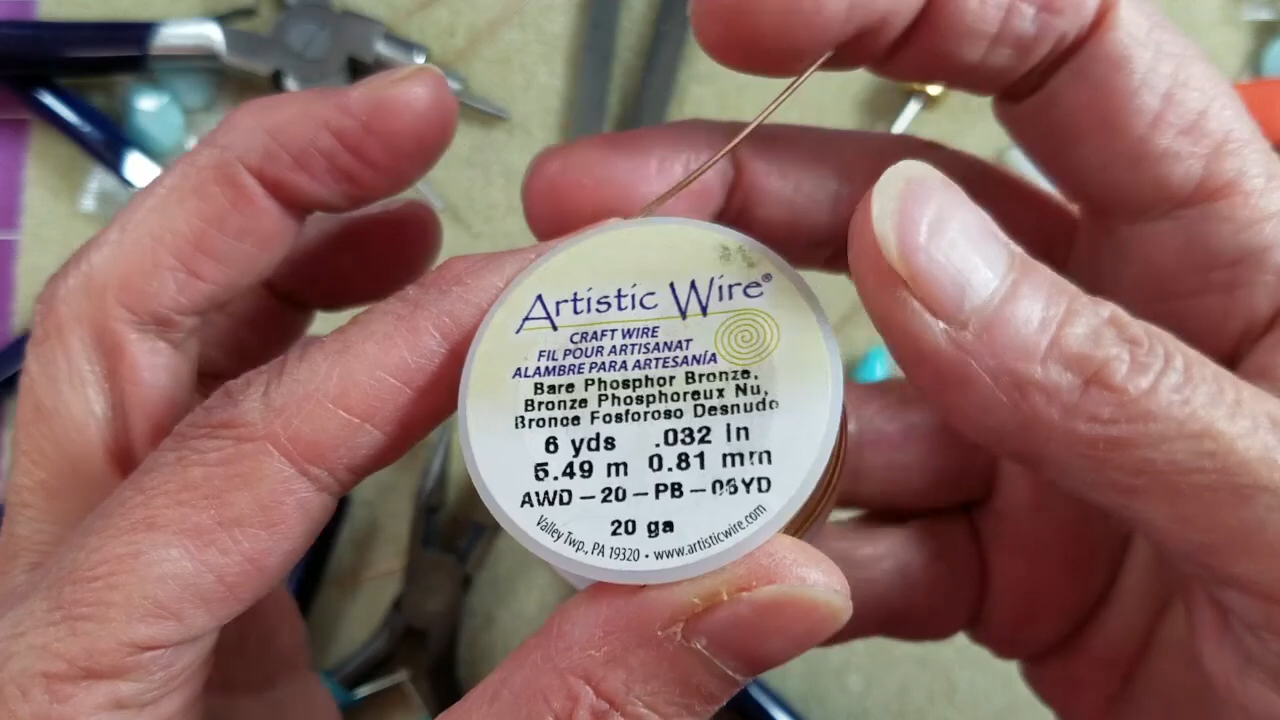 Artistic Wire®
CRAFT WIRE
FIL POUR ARTISANAT
ALAMBRE PARA ARTESANÍA
Bare Phosphor Bronze,
Bronze Phosphoreux Nu,
Bronce Fosforoso Desnudo
6 yds .032 in
5.49 m 0.81 mm
AWD-20-PB-06YD
20 ga
Valley Twp., PA 19320 • www.artisticwire.com